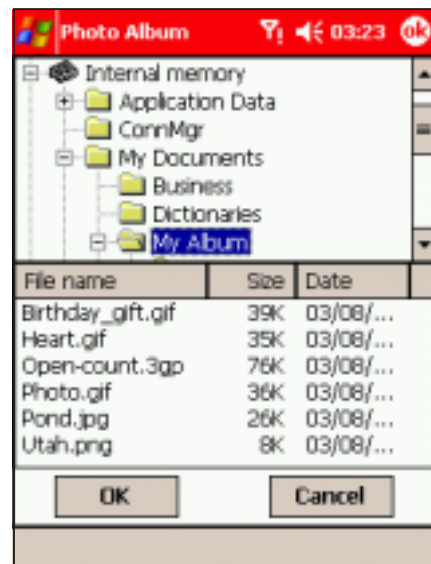 Photo Album 03:23 ok
Internal memory
Application Data
ConnMgr
My Documents
Business
Dictionaries
My Album
File name Size Date
Birthday_gift.gif 39K 03/08/...
Heart.gif 35K 03/08/...
Open-count.3gp 76K 03/08/...
Photo.gif 36K 03/08/...
Pond.jpg 26K 03/08/...
Utah.png 8K 03/08/...
OK Cancel